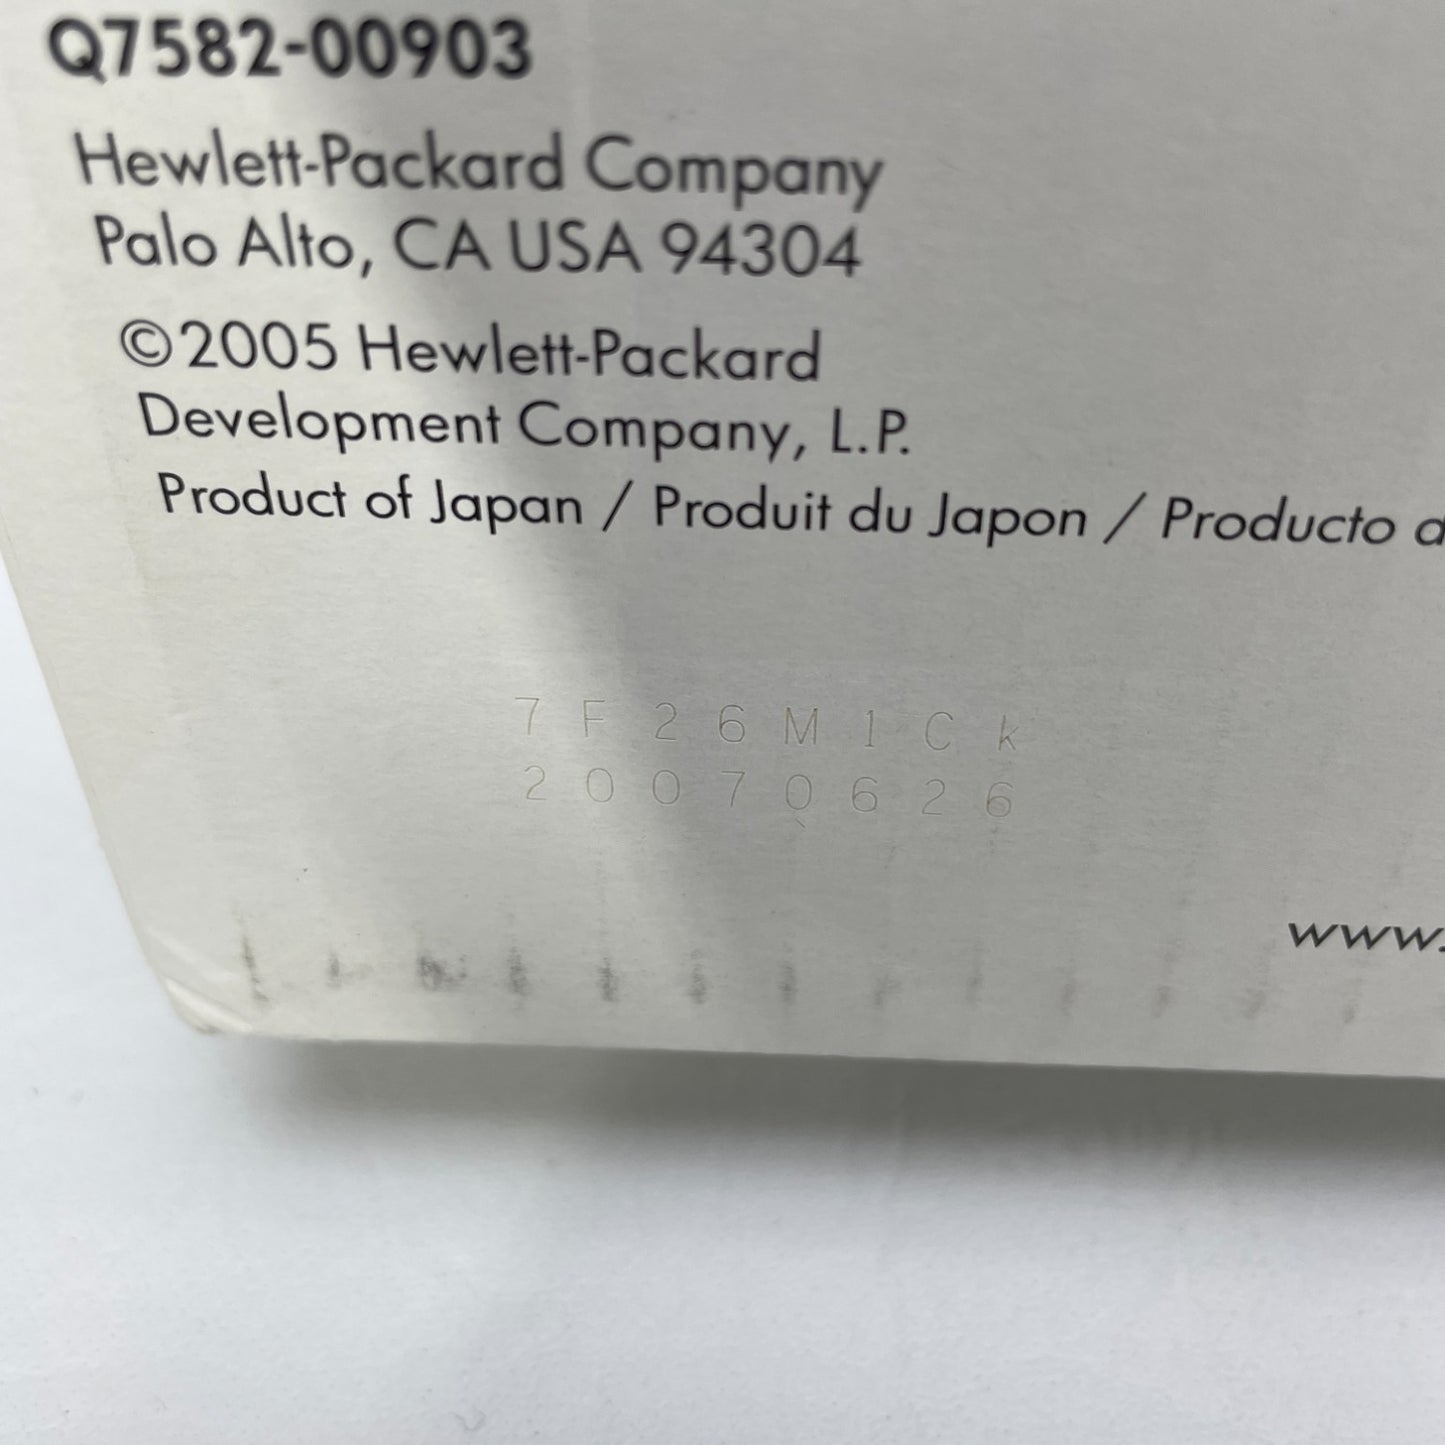 Q7582-00903
Hewlett-Packard Company
Palo Alto, CA USA 94304
©2005 Hewlett-Packard
Development Company, L.P.
Product of Japan / Produit du Japon / Producto d
7F26M1Ck
20070626
www.